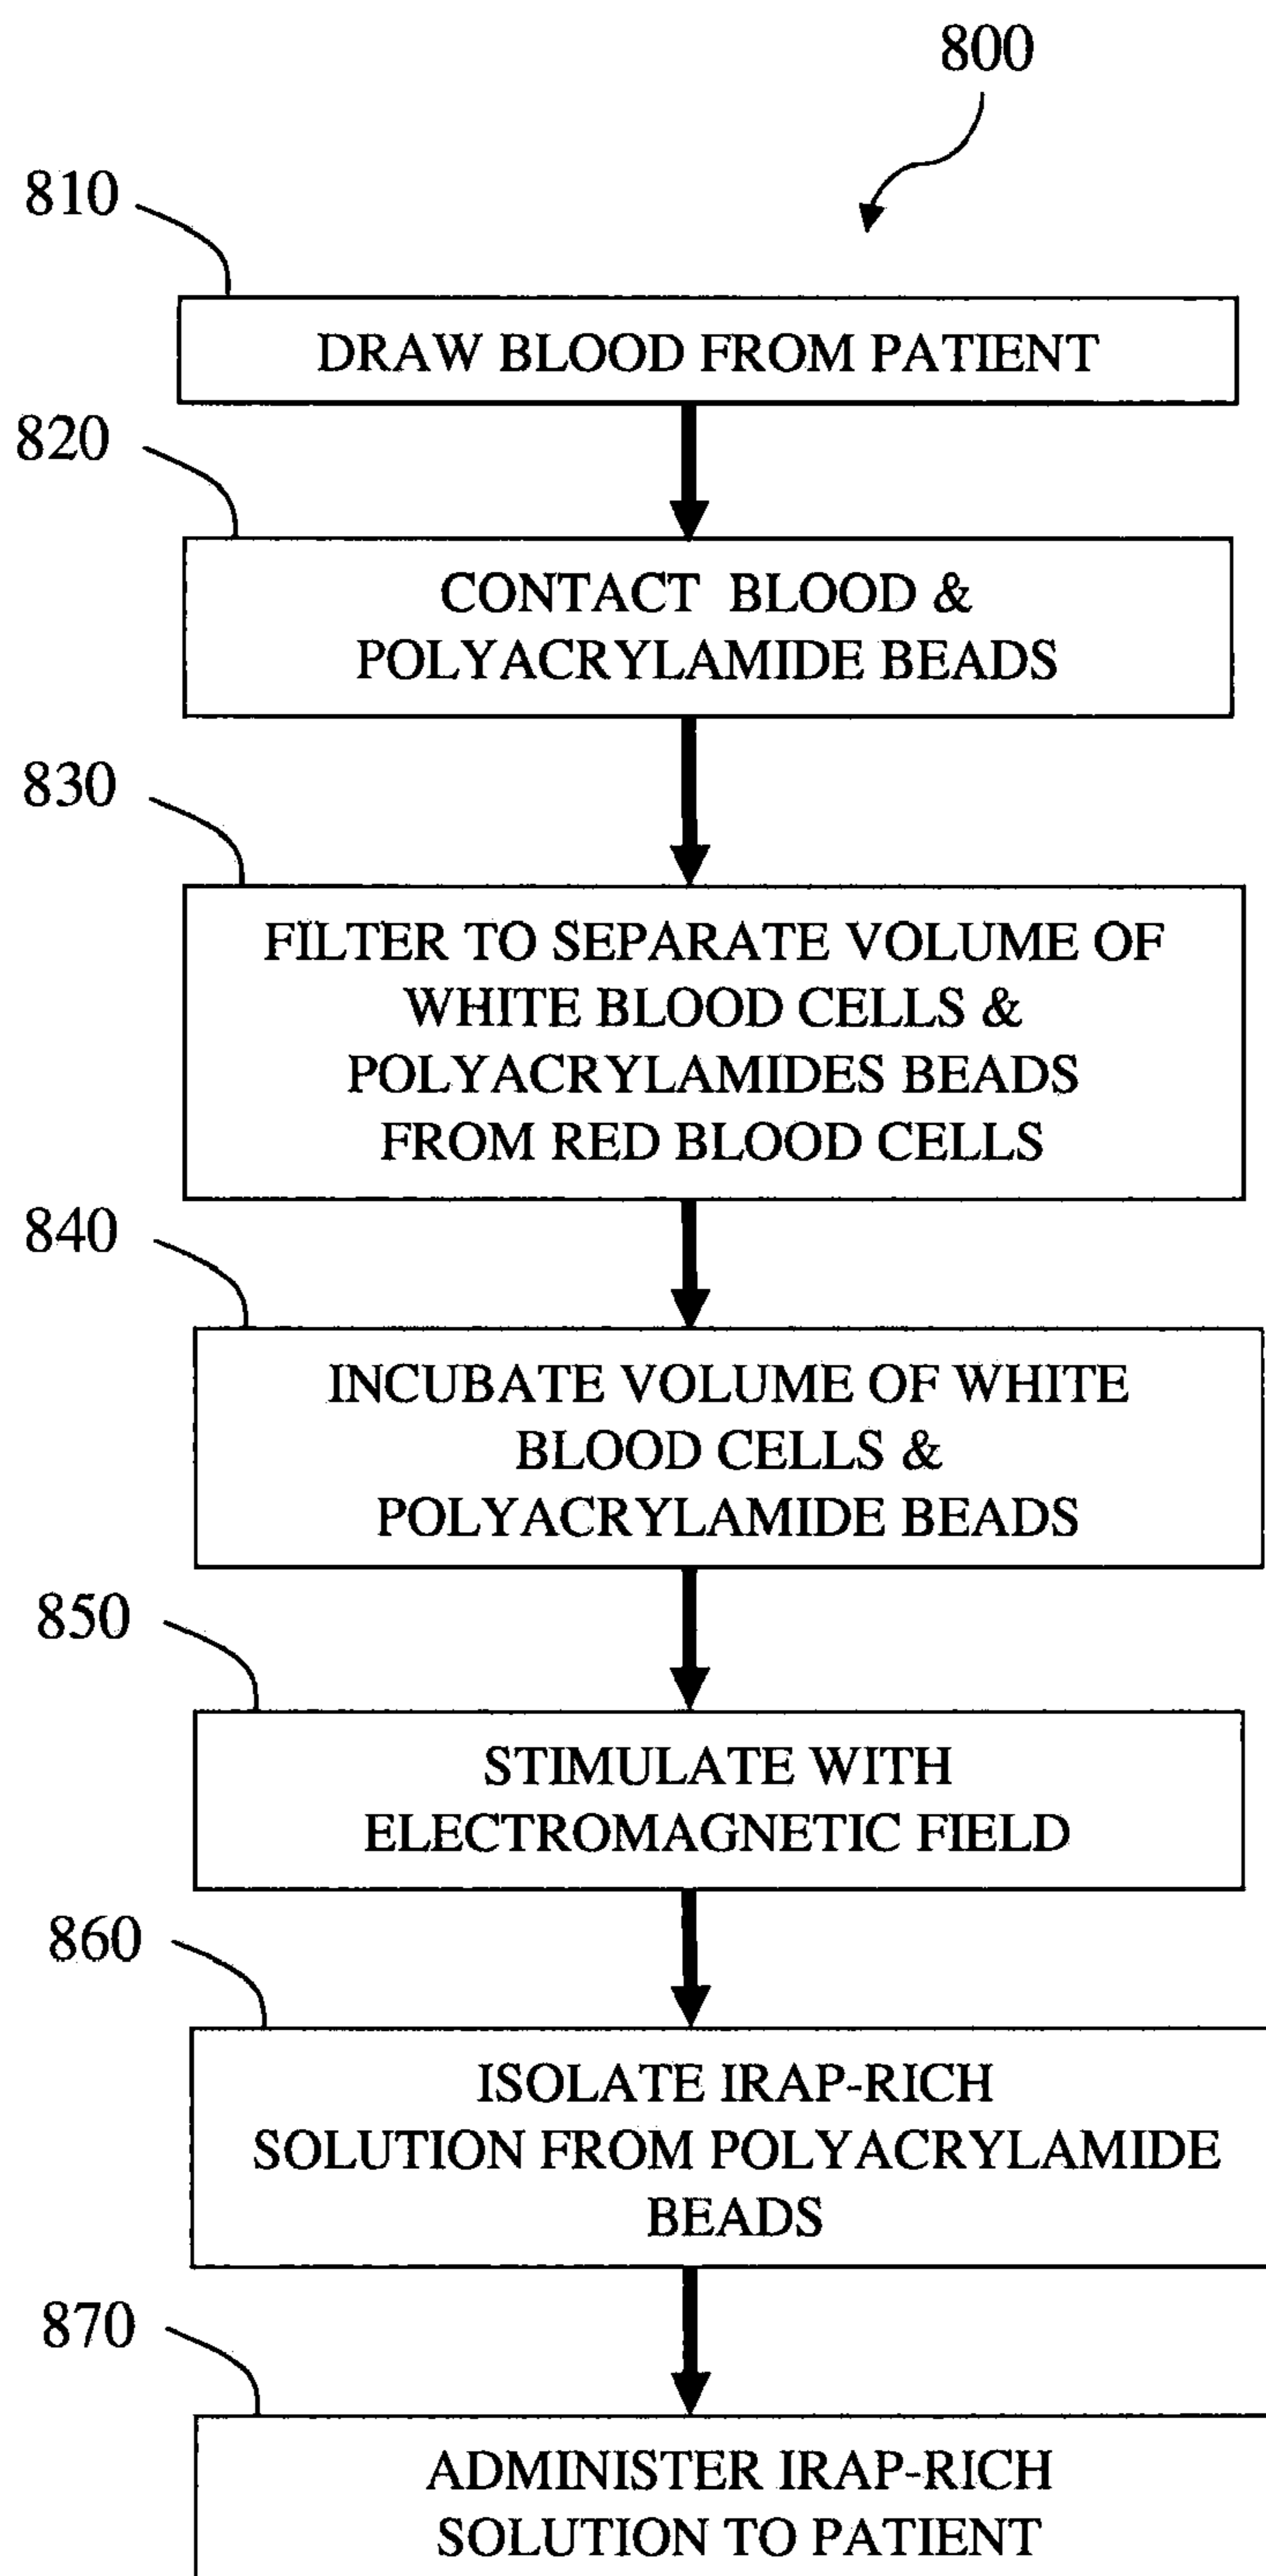 800
810
DRAW BLOOD FROM PATIENT
820
CONTACT BLOOD &
POLYACRYLAMIDE BEADS
830
FILTER TO SEPARATE VOLUME OF
WHITE BLOOD CELLS &
POLYACRYLAMIDES BEADS
FROM RED BLOOD CELLS
840
INCUBATE VOLUME OF WHITE
BLOOD CELLS &
POLYACRYLAMIDE BEADS
850
STIMULATE WITH
ELECTROMAGNETIC FIELD
860
ISOLATE IRAP-RICH
SOLUTION FROM POLYACRYLAMIDE
BEADS
870
ADMINISTER IRAP-RICH
SOLUTION TO PATIENT